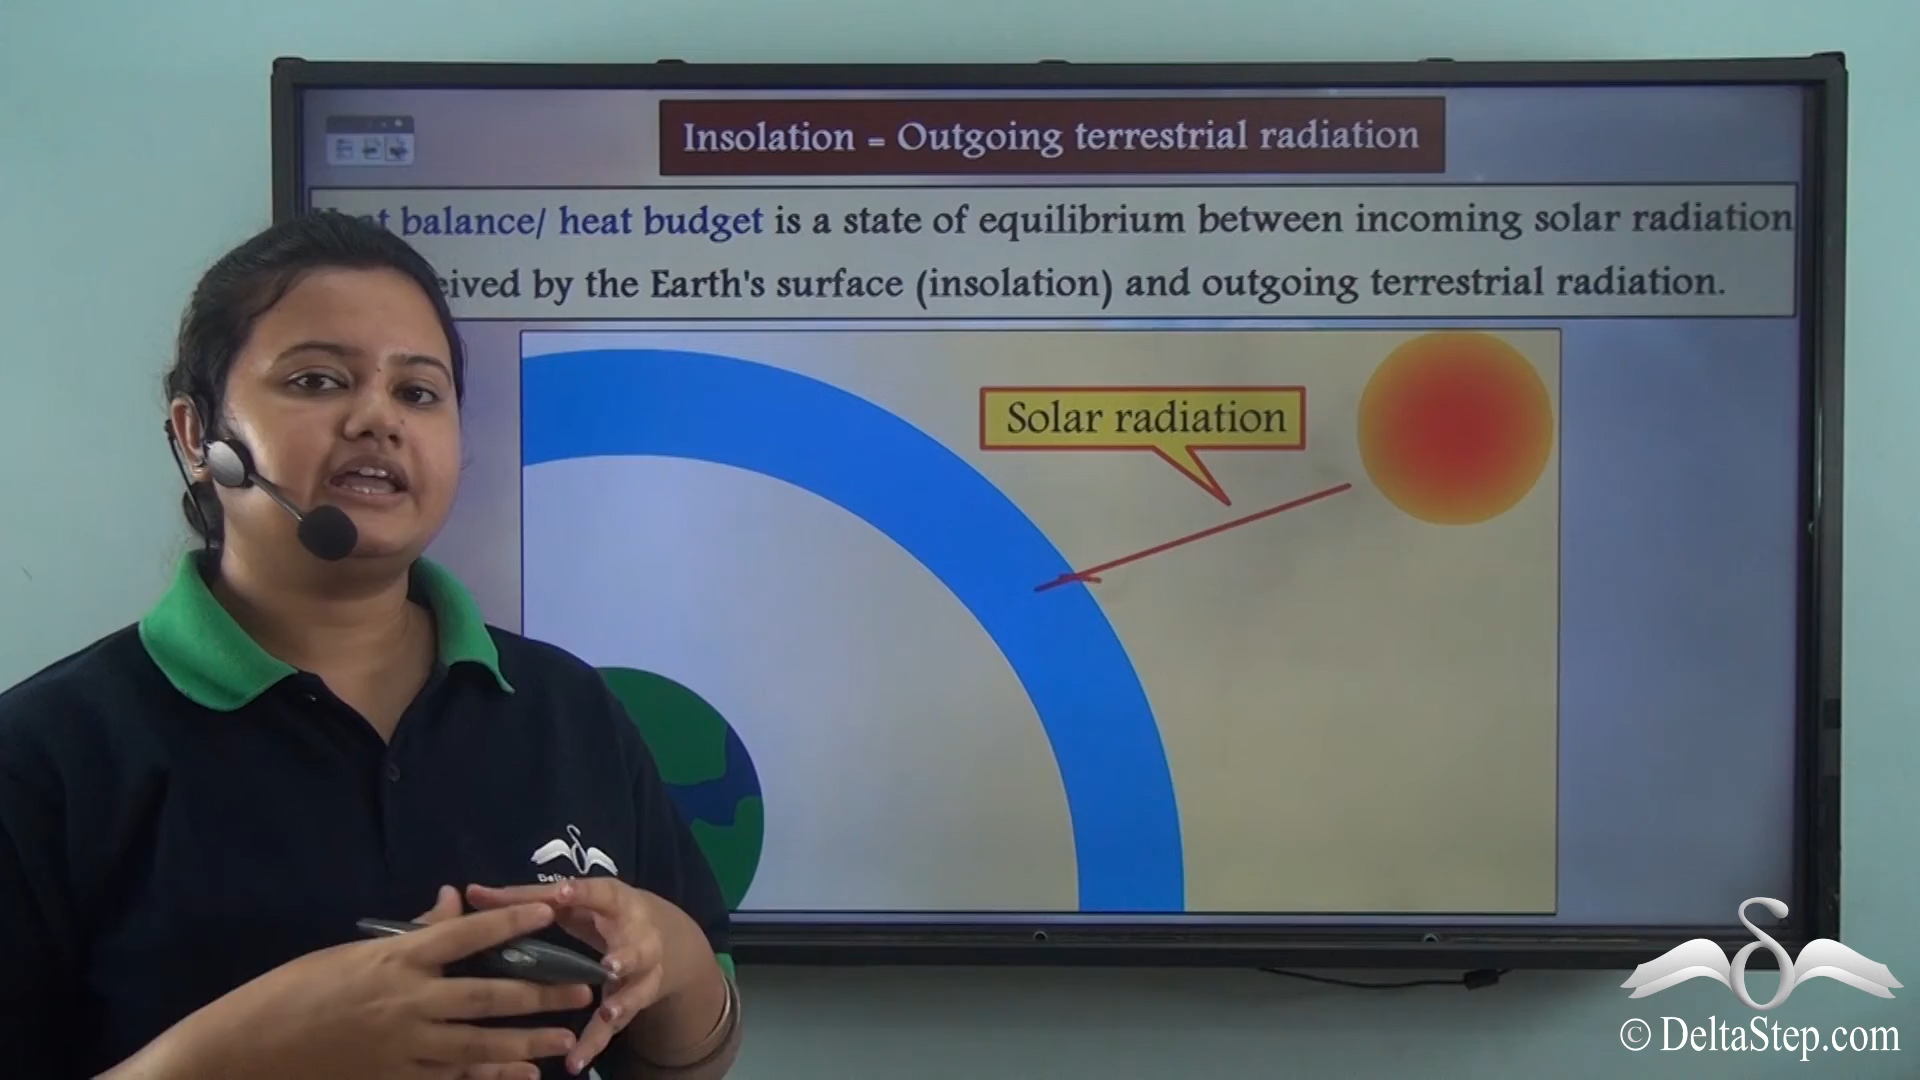 Insolation = Outgoing terrestrial radiation
balance/ heat budget is a state of equilibrium between incoming solar radiation
by the Earth's surface (insolation) and outgoing terrestrial radiation.
Solar radiation
© DeltaStep.com